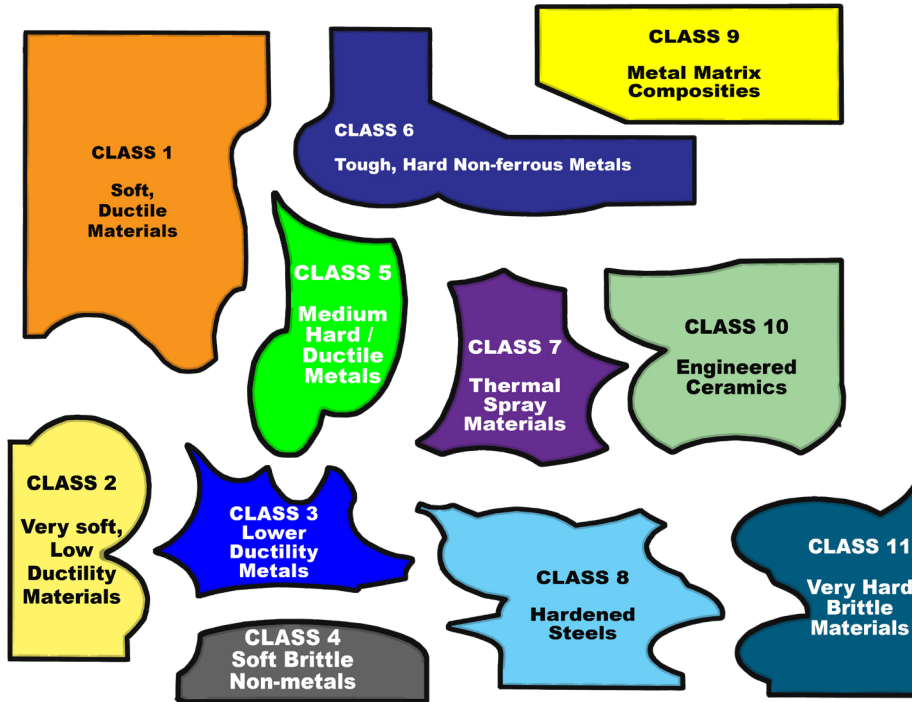 CLASS 1
Soft,
Ductile
Materials
CLASS 6
Tough, Hard Non-ferrous Metals
CLASS 9
Metal Matrix
Composities
CLASS 5
Medium
Hard /
Ductile
Metals
CLASS 7
Thermal
Spray
Materials
CLASS 10
Engineered
Ceramics
CLASS 2
Very soft,
Low
Ductility
Materials
CLASS 3
Lower
Ductility
Metals
CLASS 4
Soft Brittle
Non-metals
CLASS 8
Hardened
Steels
CLASS 11
Very Hard
Brittle
Materials